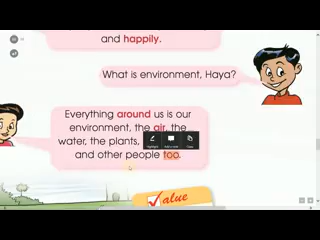 and happily.
What is environment, Haya?
Everything around us is our
environment, the air, the
water, the plants,
and other people too.
Value